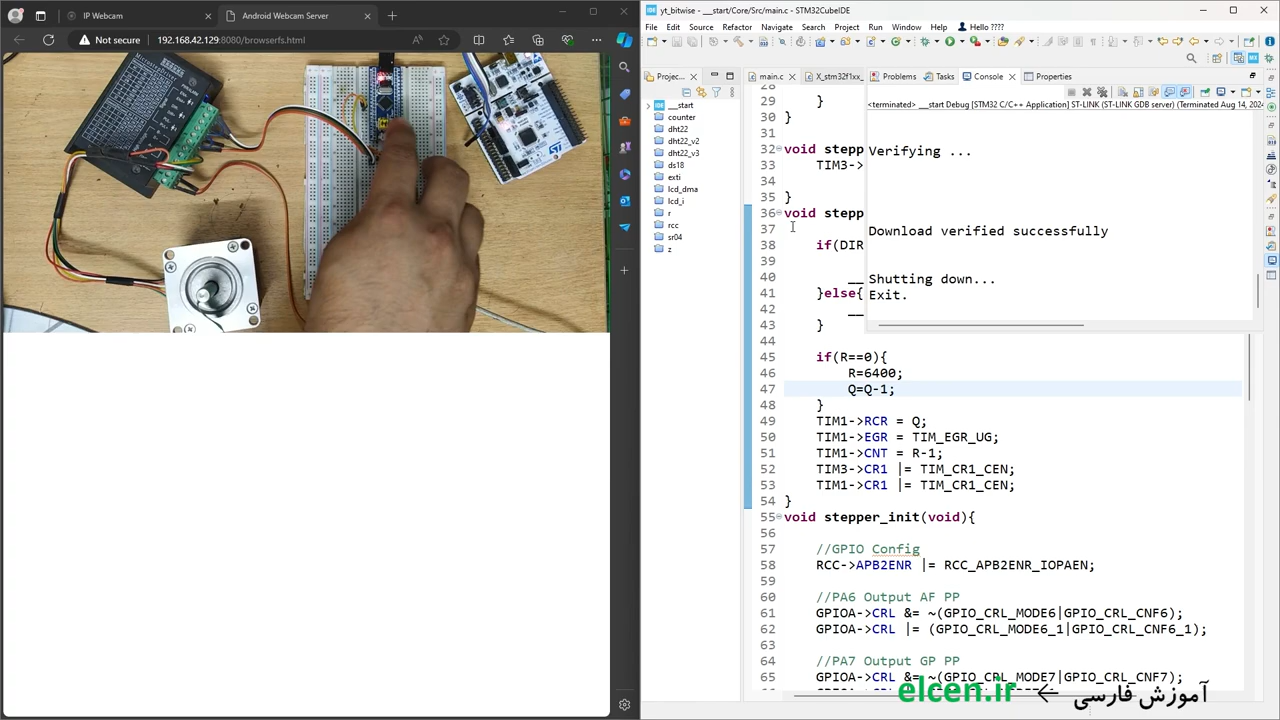 IP Webcam
Android Webcam Server
Not secure
192.168.42.129:8080/browserfs.html
yt_bitwise - __start/Core/Src/main.c - STM32CubeIDE
File Edit Source Refactor Navigate Search Project Run Window Help Hello ????
Projec...
main.c
X_stm32f1xx_
Problems
Tasks
Console
Properties
<terminated> __start Debug [STM32 C/C++ Application] ST-LINK (ST-LINK GDB server) (Terminated Aug 14, 202
__start
counter
dht22
dht22_v2
dht22_v3
ds18
exti
lcd_dma
lcd_i
r
rcc
sr04
z
Verifying ...
Download verified successfully
Shutting down...
Exit.
28
29 }
30 }
31
32 void stepp
33 TIM3->
34
35 }
36 void stepp
37
38 if(DIR
39
40 __
41 }else{
42 __
43 }
44
45 if(R==0){
46 R=6400;
47 Q=Q-1;
48 }
49 TIM1->RCR = Q;
50 TIM1->EGR = TIM_EGR_UG;
51 TIM1->CNT = R-1;
52 TIM3->CR1 |= TIM_CR1_CEN;
53 TIM1->CR1 |= TIM_CR1_CEN;
54 }
55 void stepper_init(void){
56
57 //GPIO Config
58 RCC->APB2ENR |= RCC_APB2ENR_IOPAEN;
59
60 //PA6 Output AF PP
61 GPIOA->CRL &= ~(GPIO_CRL_MODE6|GPIO_CRL_CNF6);
62 GPIOA->CRL |= (GPIO_CRL_MODE6_1|GPIO_CRL_CNF6_1);
63
64 //PA7 Output GP PP
65 GPIOA->CRL &= ~(GPIO_CRL_MODE7|GPIO_CRL_CNF7);
elcen.ir ← آموزش فارسی